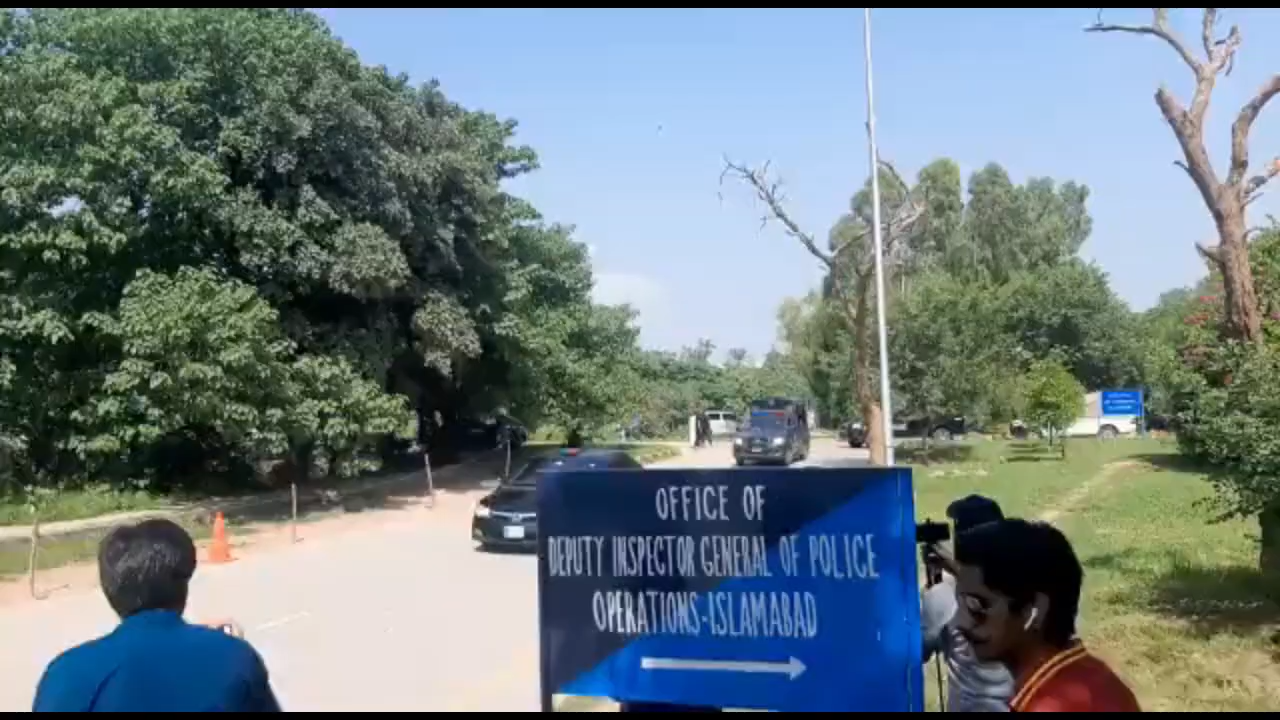 OFFICE OF
DEPUTY INSPECTOR GENERAL OF POLICE
OPERATIONS-ISLAMABAD